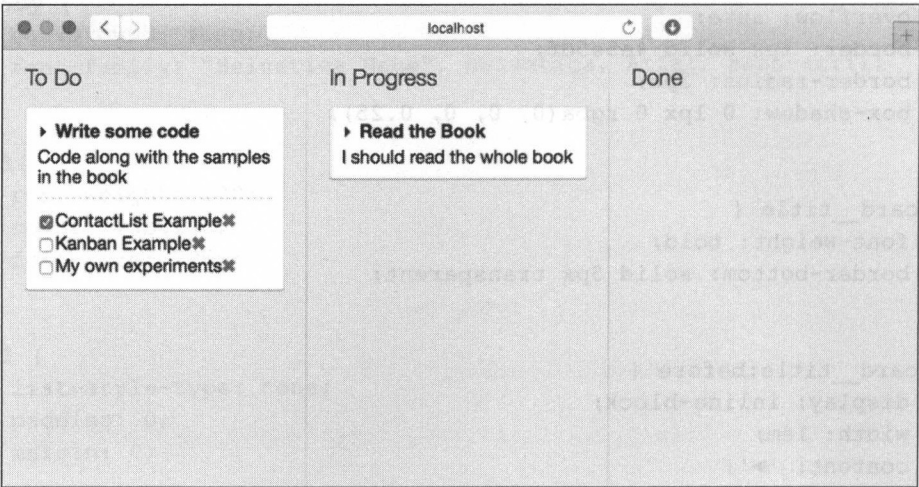 localhost
To Do
In Progress
Done
Write some code
Code along with the samples
in the book
ContactList Example✖
Kanban Example✖
My own experiments✖
Read the Book
I should read the whole book